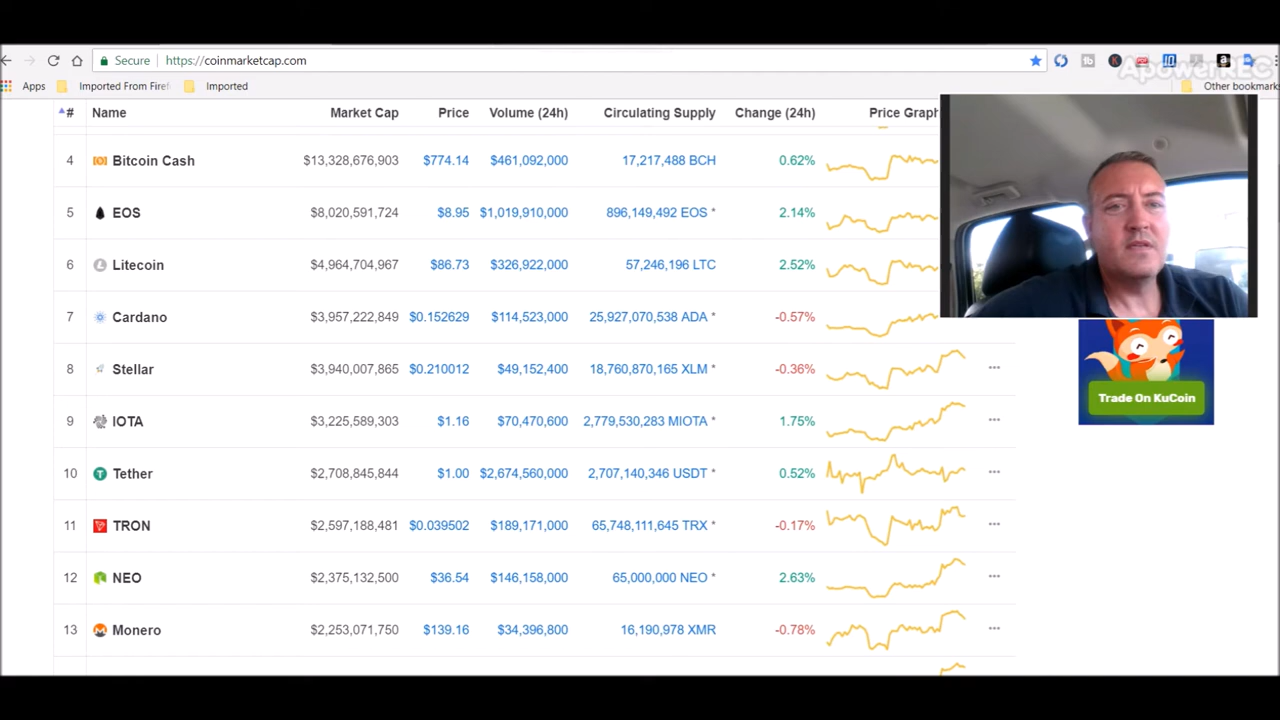 Secure https://coinmarketcap.com
ApowerREC
Apps Imported From Firef Imported Other bookmarks
# Name Market Cap Price Volume (24h) Circulating Supply Change (24h) Price Graph
4 Bitcoin Cash $13,328,676,903 $774.14 $461,092,000 17,217,488 BCH 0.62%
5 EOS $8,020,591,724 $8.95 $1,019,910,000 896,149,492 EOS * 2.14%
6 Litecoin $4,964,704,967 $86.73 $326,922,000 57,246,196 LTC 2.52%
7 Cardano $3,957,222,849 $0.152629 $114,523,000 25,927,070,538 ADA * -0.57%
8 Stellar $3,940,007,865 $0.210012 $49,152,400 18,760,870,165 XLM * -0.36%
Trade On KuCoin
9 IOTA $3,225,589,303 $1.16 $70,470,600 2,779,530,283 MIOTA * 1.75%
10 Tether $2,708,845,844 $1.00 $2,674,560,000 2,707,140,346 USDT * 0.52%
11 TRON $2,597,188,481 $0.039502 $189,171,000 65,748,111,645 TRX * -0.17%
12 NEO $2,375,132,500 $36.54 $146,158,000 65,000,000 NEO * 2.63%
13 Monero $2,253,071,750 $139.16 $34,396,800 16,190,978 XMR -0.78%